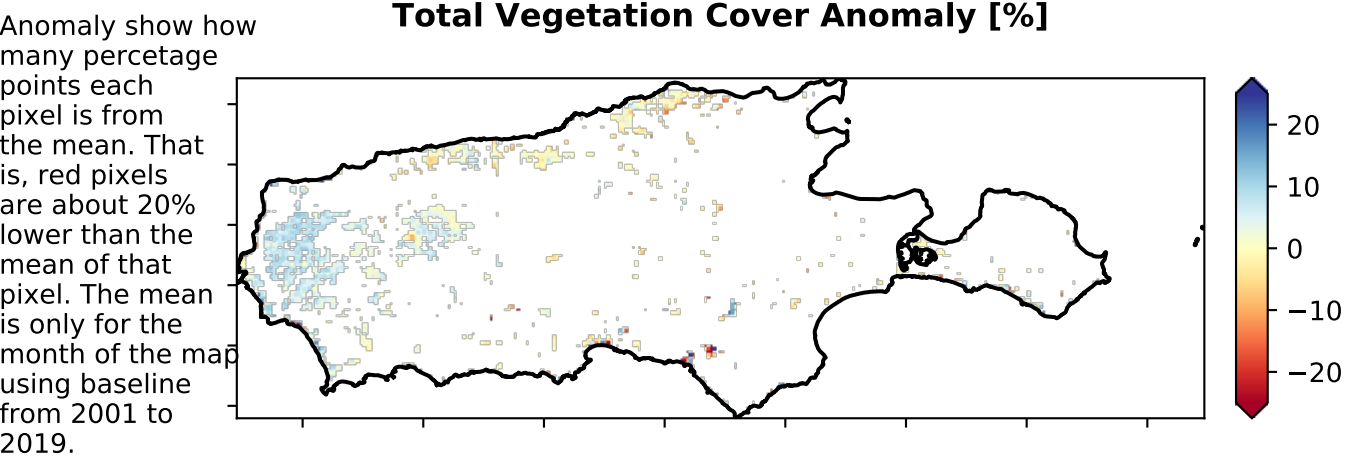 Total Vegetation Cover Anomaly [%]
Anomaly show how
many percetage
points each
pixel is from
the mean. That
is, red pixels
are about 20%
lower than the
mean of that
pixel. The mean
is only for the
month of the map
using baseline
from 2001 to
2019.
20
10
0
−10
−20